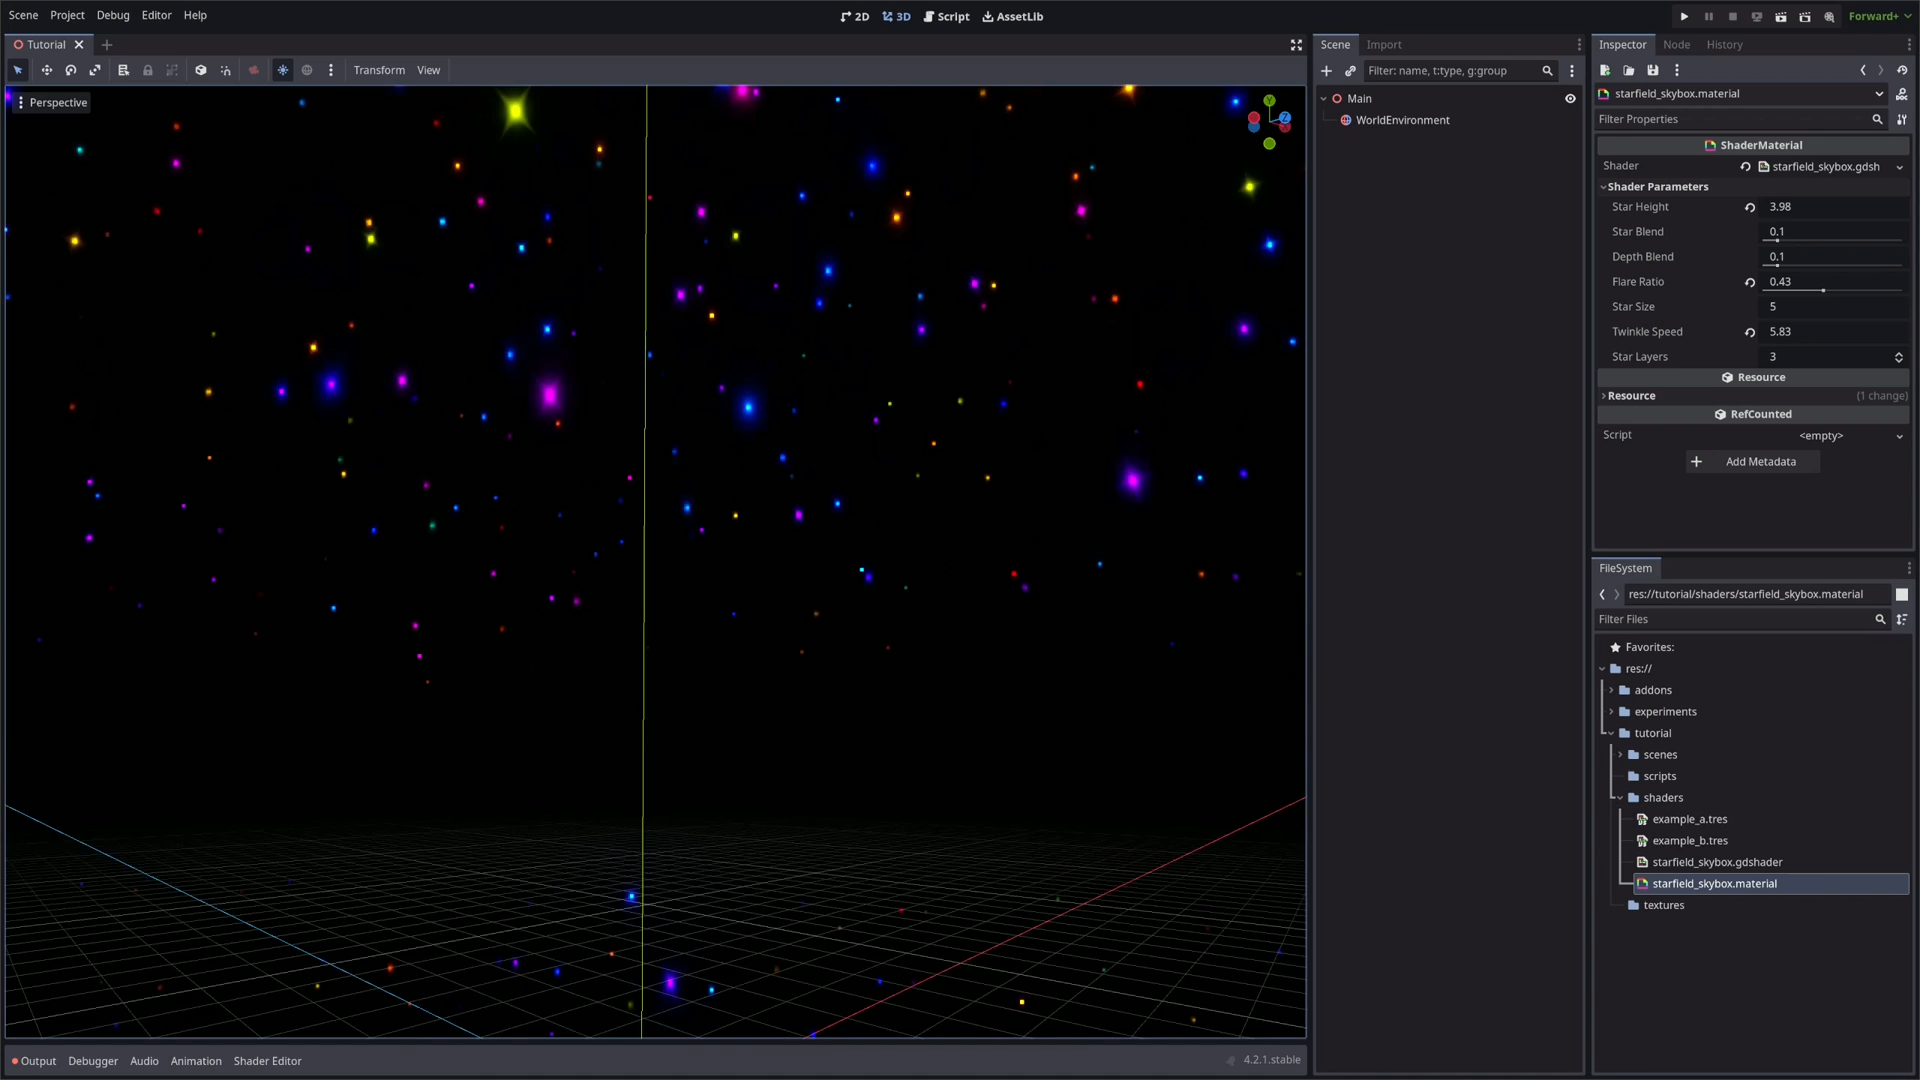 Scene Project Debug Editor Help
2D 3D Script AssetLib
Forward+
Tutorial
Transform View
Perspective
Y
Z
X
Output Debugger Audio Animation Shader Editor
4.2.1.stable
Scene Import
Filter: name, t:type, g:group
Main
WorldEnvironment
Inspector Node History
starfield_skybox.material
Filter Properties
ShaderMaterial
Shader starfield_skybox.gdsh
Shader Parameters
Star Height 3.98
Star Blend 0.1
Depth Blend 0.1
Flare Ratio 0.43
Star Size 5
Twinkle Speed 5.83
Star Layers 3
Resource
Resource (1 change)
RefCounted
Script <empty>
Add Metadata
FileSystem
res://tutorial/shaders/starfield_skybox.material
Filter Files
Favorites:
res://
addons
experiments
tutorial
scenes
scripts
shaders
example_a.tres
example_b.tres
starfield_skybox.gdshader
starfield_skybox.material
textures